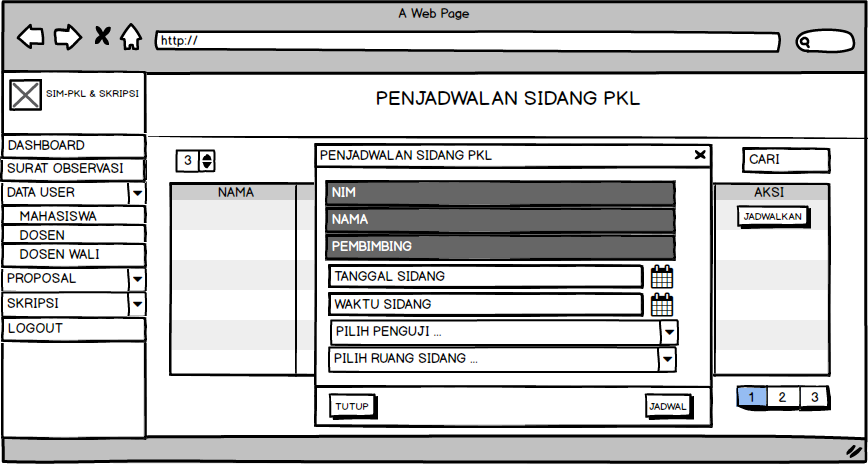 A Web Page
http://
SIM-PKL & SKRIPSI
PENJADWALAN SIDANG PKL
DASHBOARD
SURAT OBSERVASI
DATA USER
MAHASISWA
DOSEN
DOSEN WALI
PROPOSAL
SKRIPSI
LOGOUT
3
CARI
NAMA
AKSI
JADWALKAN
PENJADWALAN SIDANG PKL
NIM
NAMA
PEMBIMBING
TANGGAL SIDANG
WAKTU SIDANG
PILIH PENGUJI ...
PILIH RUANG SIDANG ...
TUTUP
JADWAL
1 2 3